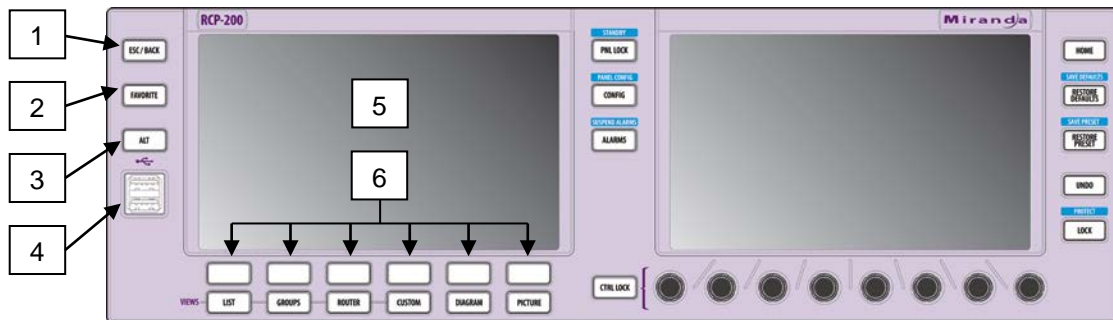 1
2
3
4
5
6
RCP-200
Miranda
ESC / BACK
FAVORITE
ALT
STANDBY
PNL LOCK
PANEL CONFIG
CONFIG
SUSPEND ALARMS
ALARMS
HOME
SAVE DEFAULTS
RESTORE
DEFAULTS
SAVE PRESET
RESTORE
PRESET
UNDO
PROTECT
LOCK
VIEWS
LIST
GROUPS
ROUTER
CUSTOM
DIAGRAM
PICTURE
CTRL LOCK